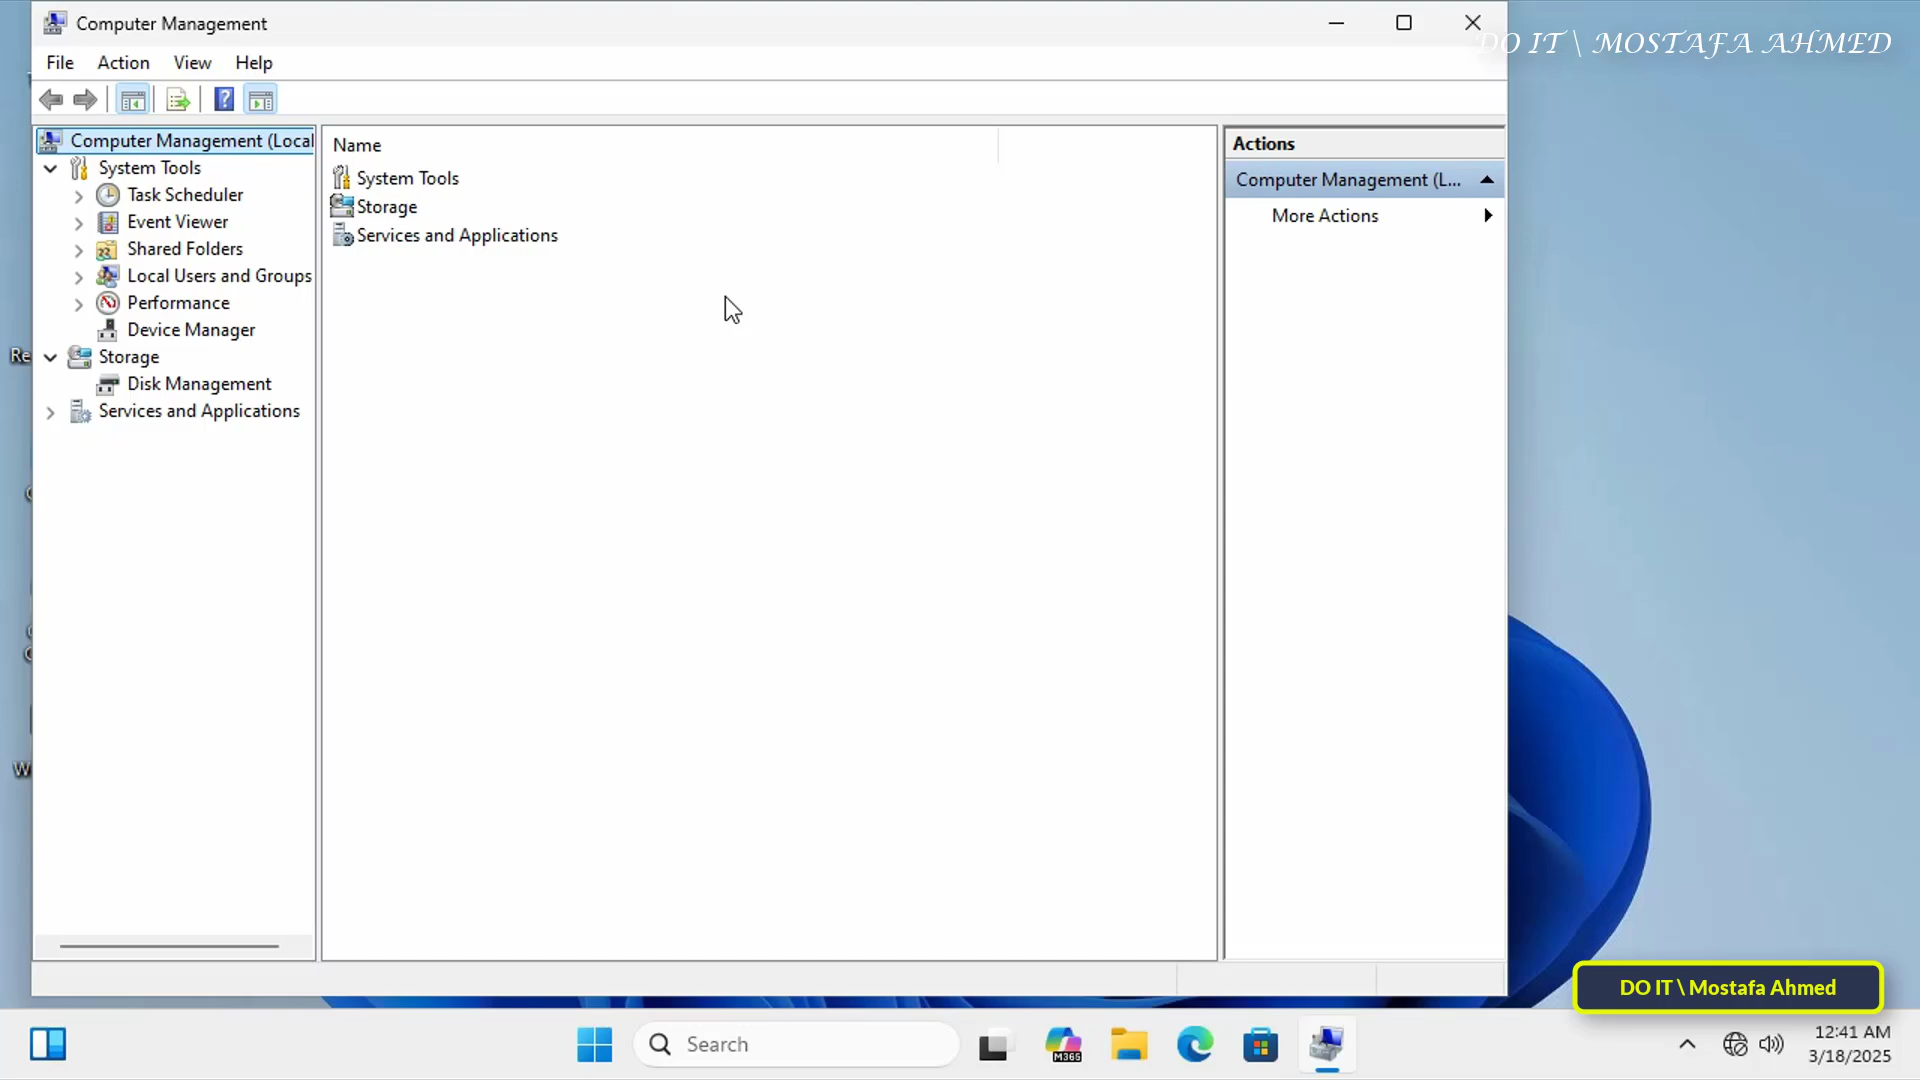 Computer Management
DO IT \ MOSTAFA AHMED
File Action View Help
Computer Management (Local
System Tools
Task Scheduler
Event Viewer
Shared Folders
Local Users and Groups
Performance
Device Manager
Storage
Disk Management
Services and Applications
Name
System Tools
Storage
Services and Applications
Actions
Computer Management (L...
More Actions
Re
W
DO IT \ Mostafa Ahmed
Search
M365
12:41 AM
3/18/2025